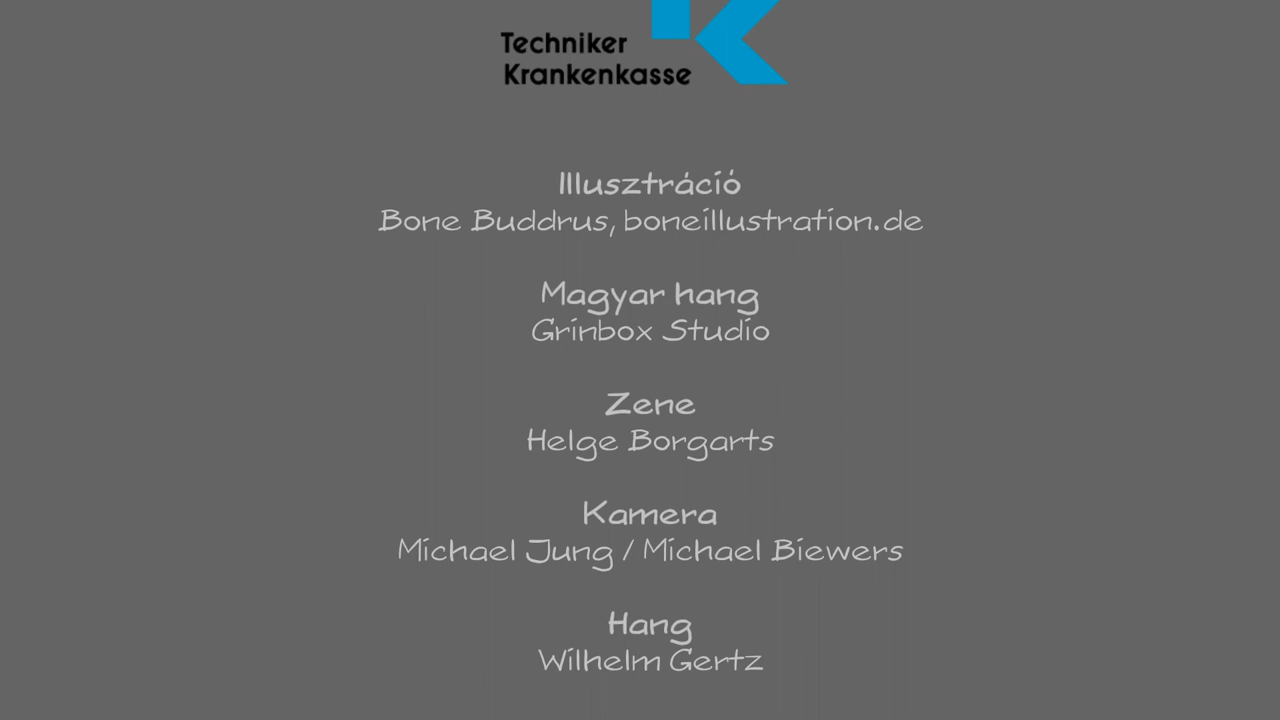 Techniker
Krankenkasse
Illusztráció
Bone Buddrus, boneillustration.de
Magyar hang
Grinbox Studio
Zene
Helge Borgarts
Kamera
Michael Jung / Michael Biewers
Hang
Wilhelm Gertz